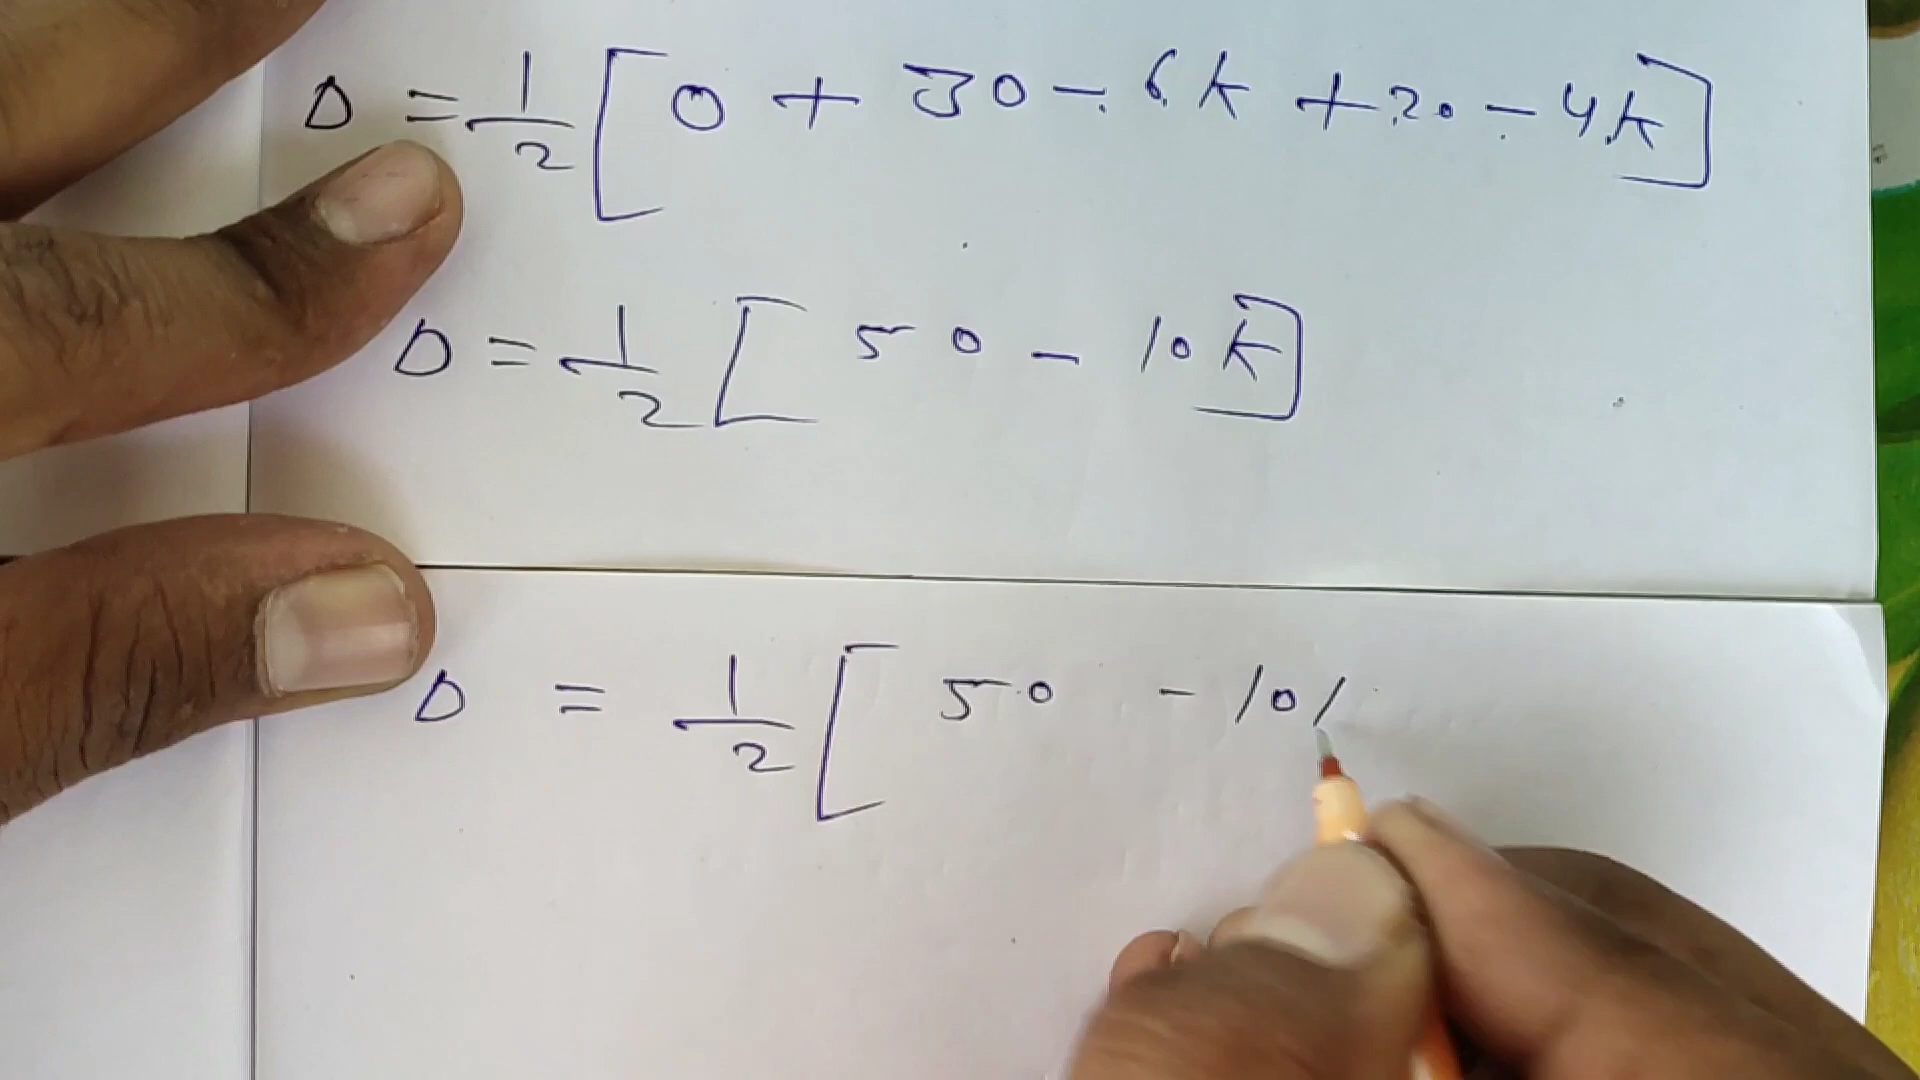 0 = 1/2 [ 0 + 30 - 6k + 20 - 4k ]
0 = 1/2 [ 50 - 10k ]
0 = 1/2 [ 50 - 10